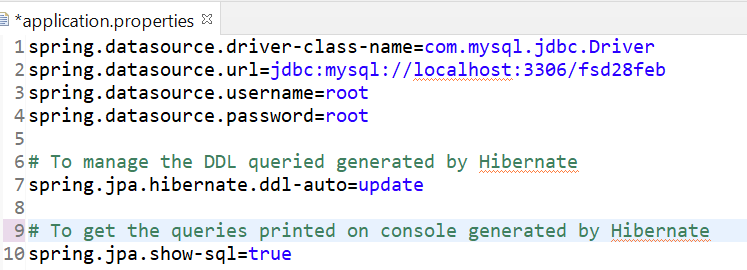 *application.properties
1 spring.datasource.driver-class-name=com.mysql.jdbc.Driver
2 spring.datasource.url=jdbc:mysql://localhost:3306/fsd28feb
3 spring.datasource.username=root
4 spring.datasource.password=root
5
6 # To manage the DDL queried generated by Hibernate
7 spring.jpa.hibernate.ddl-auto=update
8
9 # To get the queries printed on console generated by Hibernate
10 spring.jpa.show-sql=true